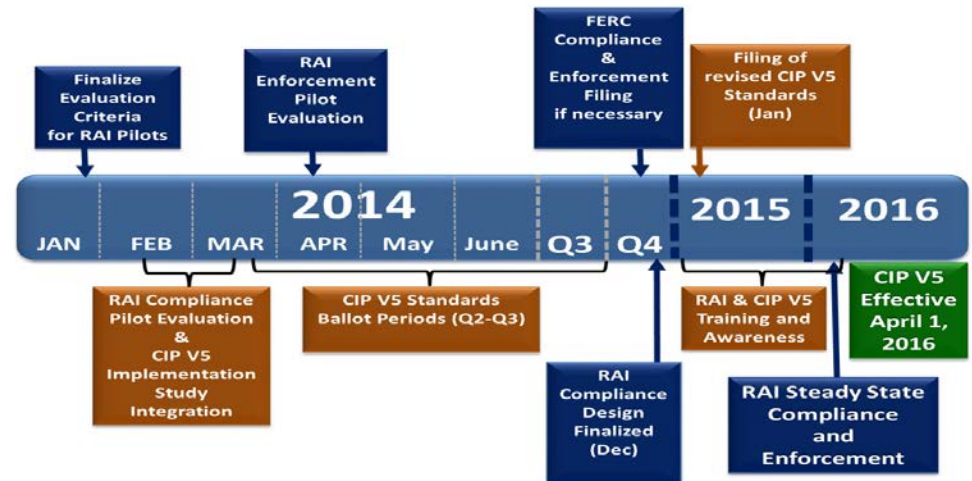 Finalize
Evaluation
Criteria
for RAI Pilots
RAI
Enforcement
Pilot
Evaluation
FERC
Compliance
&
Enforcement
Filing
if necessary
Filing of
revised CIP V5
Standards
(Jan)
2014
2015
2016
JAN
FEB
MAR
APR
May
June
Q3
Q4
RAI Compliance
Pilot Evaluation
&
CIP V5
Implementation
Study
Integration
CIP V5 Standards
Ballot Periods (Q2-Q3)
RAI
Compliance
Design
Finalized
(Dec)
RAI & CIP V5
Training and
Awareness
CIP V5
Effective
April 1,
2016
RAI Steady State
Compliance
and
Enforcement